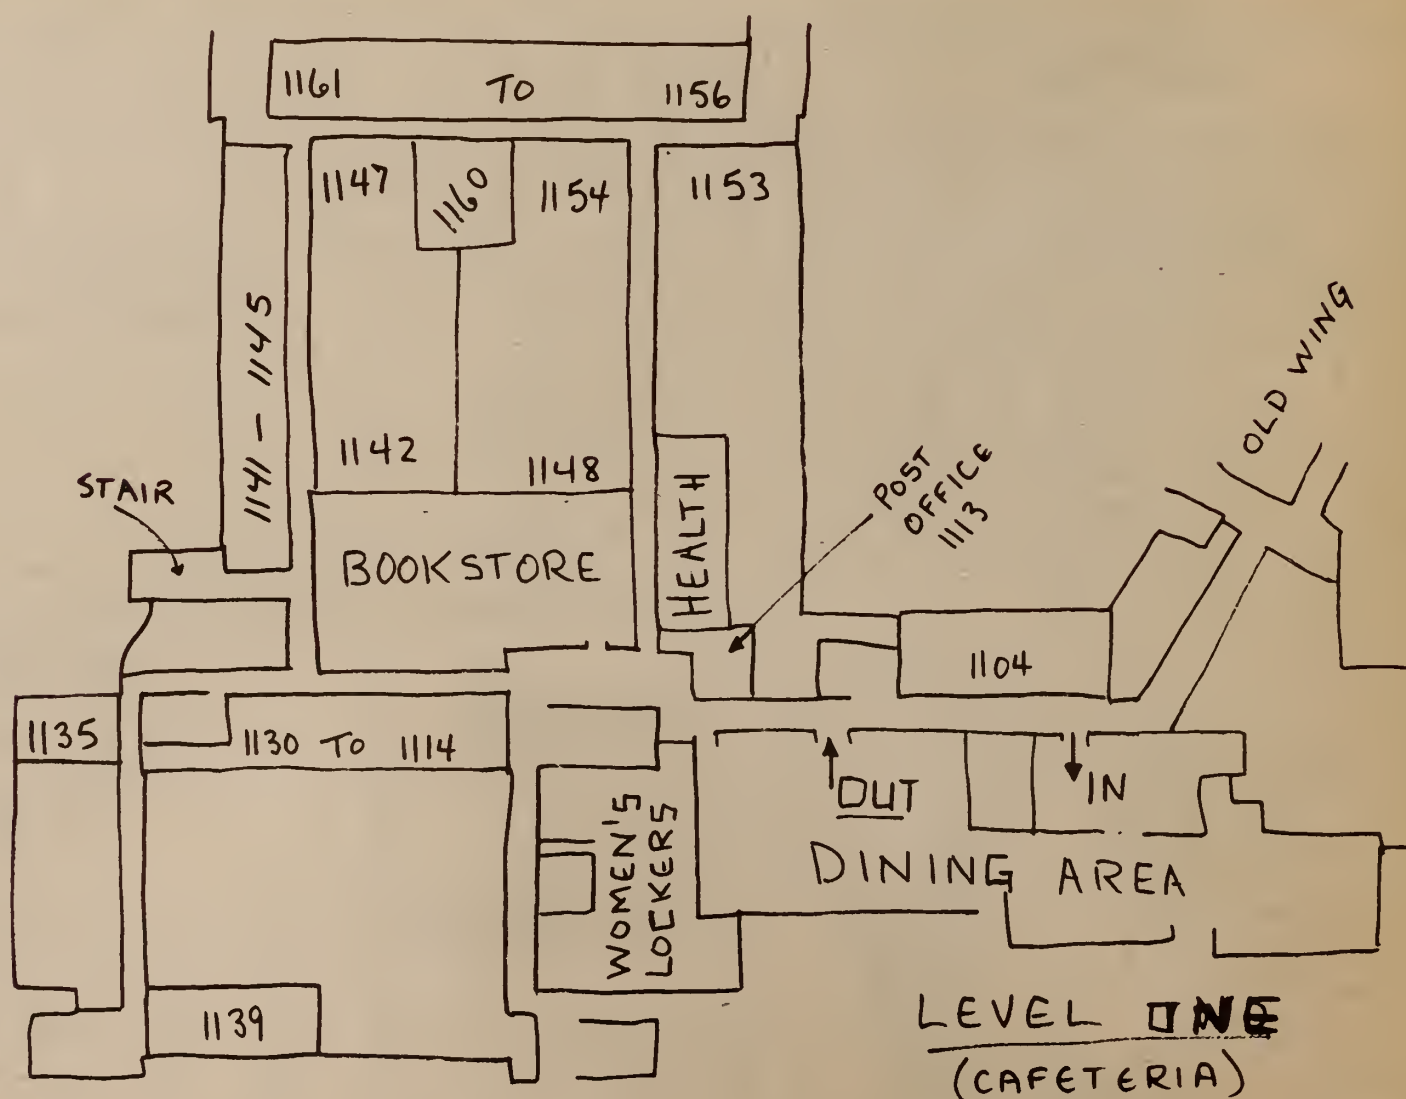 1161 TO 1156
1147
1160
1154
1153
1141 - 1145
1142
1148
STAIR
BOOKSTORE
HEALTH
POST
OFFICE
1113
OLD WING
1104
1135
1130 TO 1114
OUT
IN
WOMEN'S
LOCKERS
DINING AREA
1139
LEVEL ONE
(CAFETERIA)